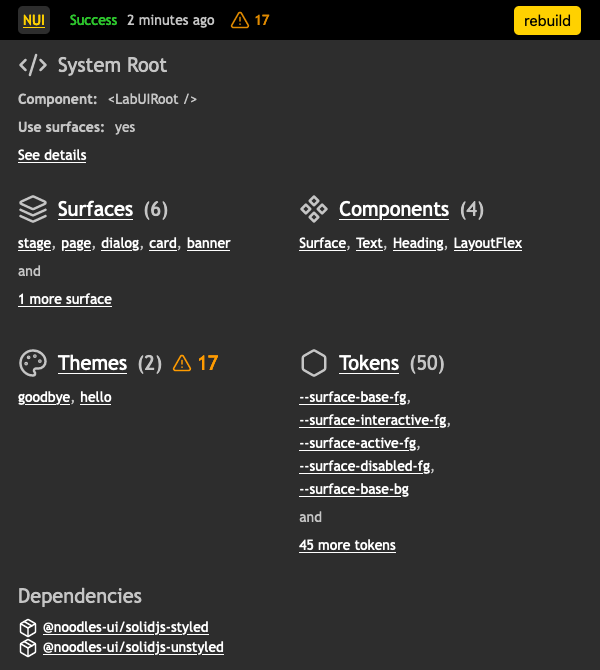 NUI Success 2 minutes ago 17 rebuild
</> System Root
Component: <LabUIRoot />
Use surfaces: yes
See details
Surfaces (6)
stage, page, dialog, card, banner
and
1 more surface
Components (4)
Surface, Text, Heading, LayoutFlex
Themes (2) 17
goodbye, hello
Tokens (50)
--surface-base-fg,
--surface-interactive-fg,
--surface-active-fg,
--surface-disabled-fg,
--surface-base-bg
and
45 more tokens
Dependencies
@noodles-ui/solidjs-styled
@noodles-ui/solidjs-unstyled